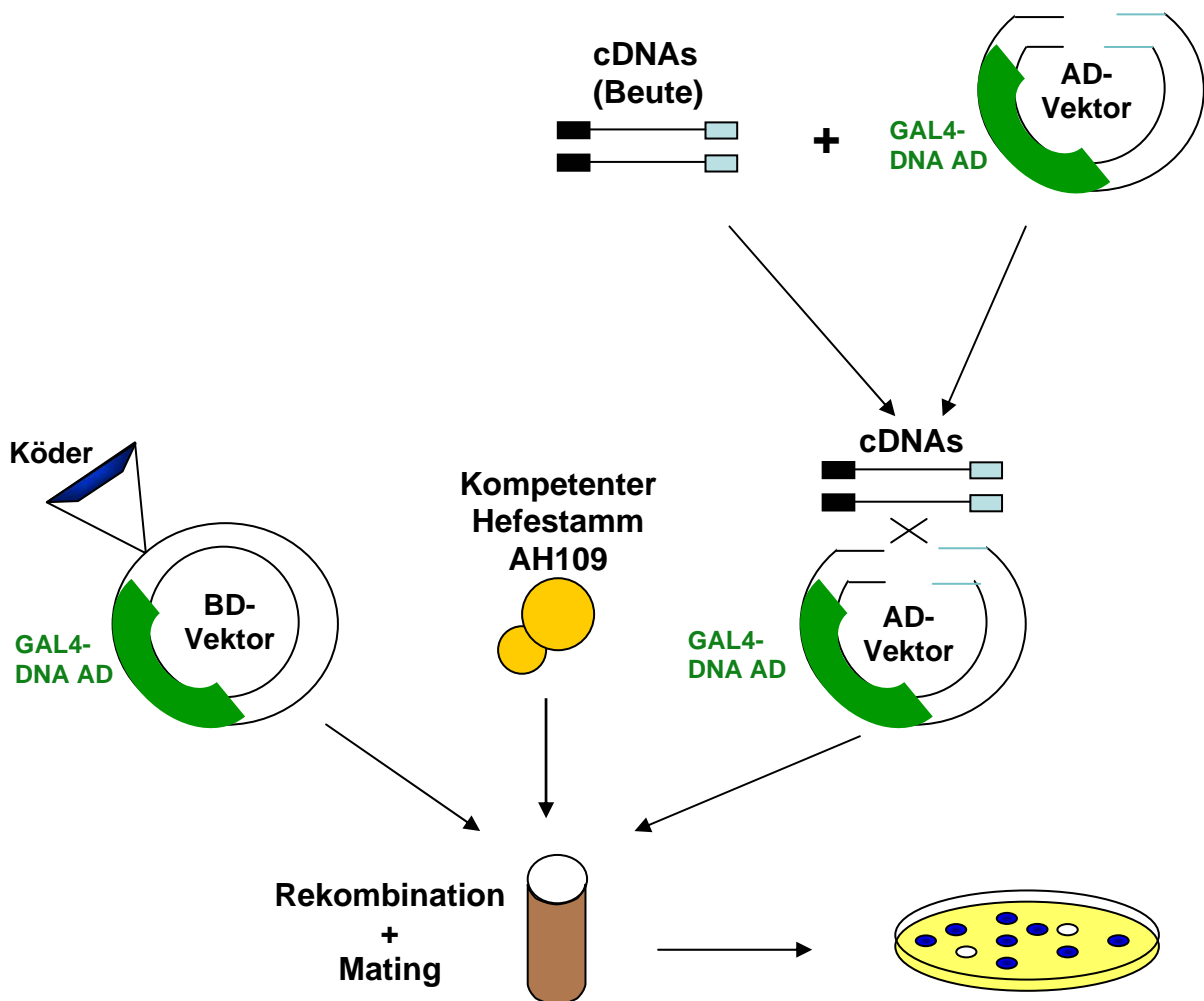 cDNAs
(Beute)
+
AD-
Vektor
GAL4-
DNA AD
cDNAs
Köder
Kompetenter
Hefestamm
AH109
BD-
Vektor
GAL4-
DNA AD
AD-
Vektor
GAL4-
DNA AD
Rekombination
+
Mating